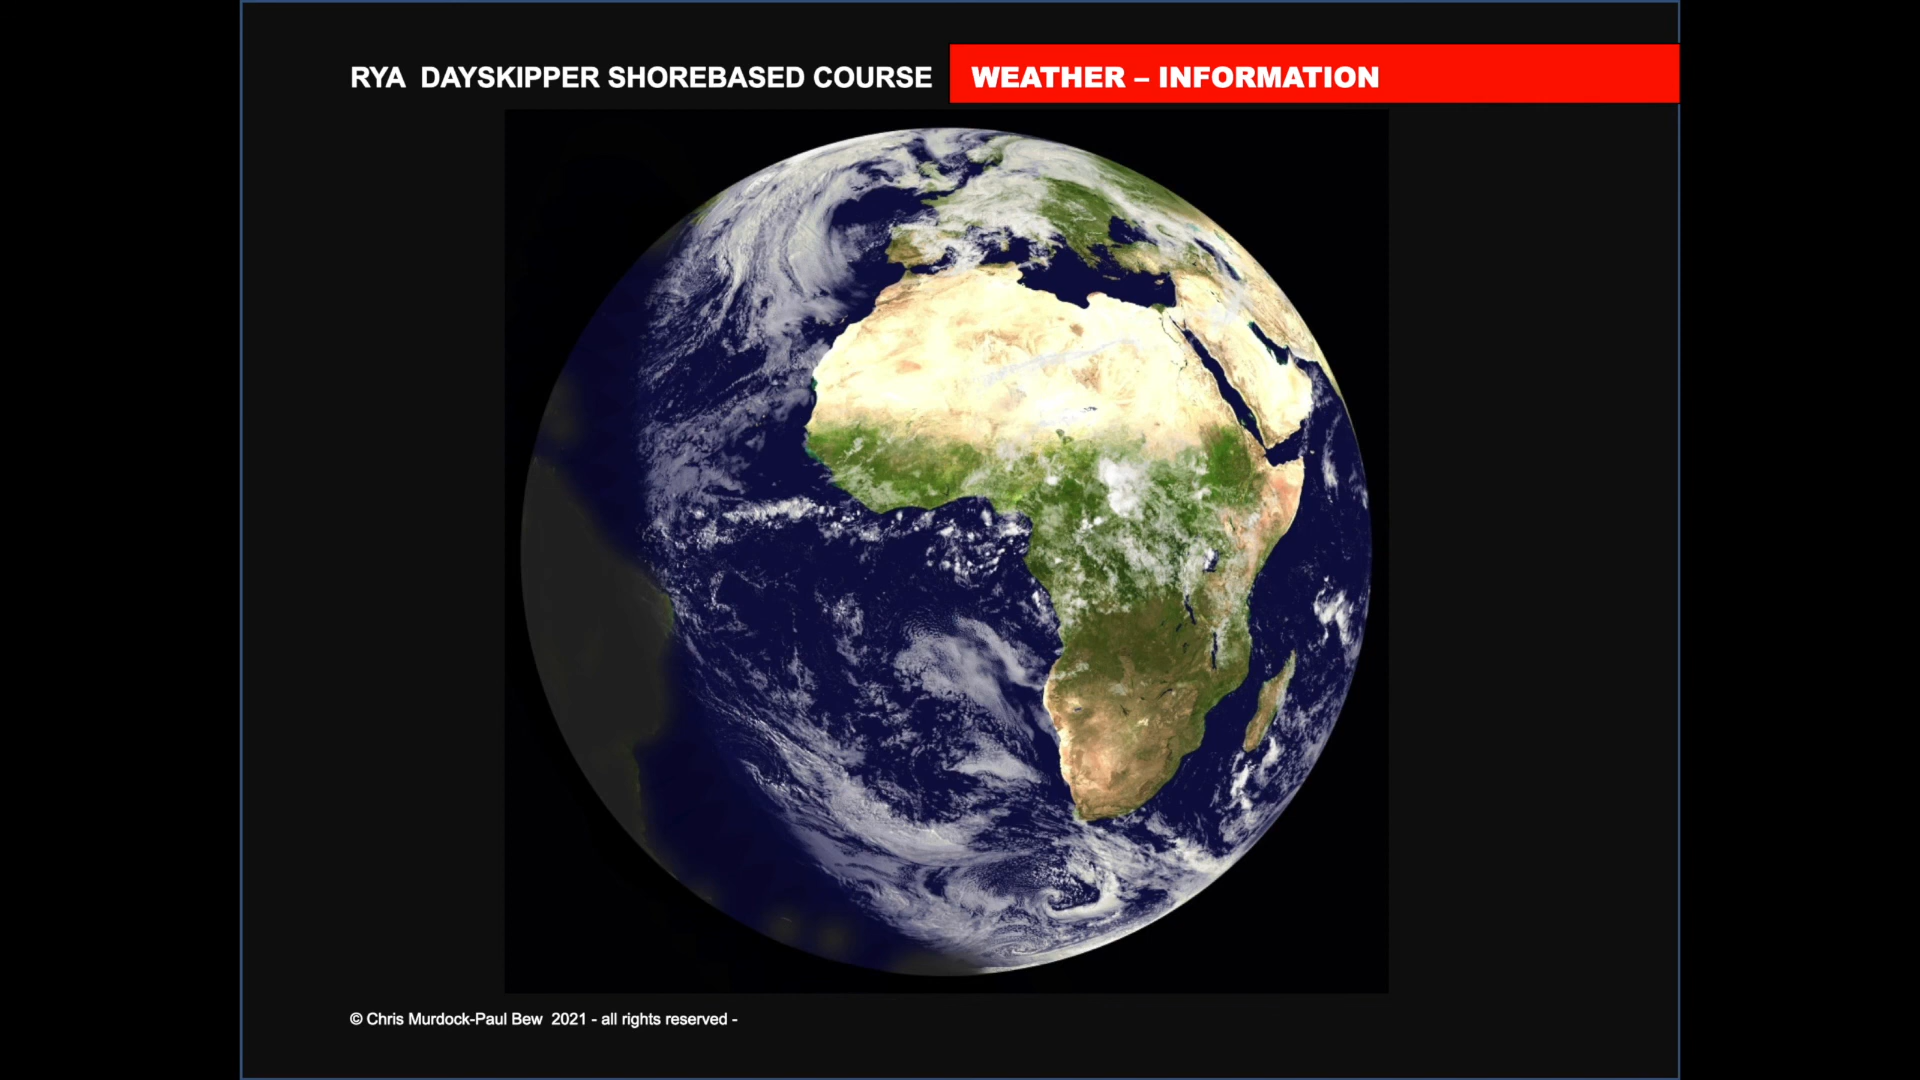 RYA DAYSKIPPER SHOREBASED COURSE WEATHER – INFORMATION
© Chris Murdock-Paul Bew 2021 - all rights reserved -